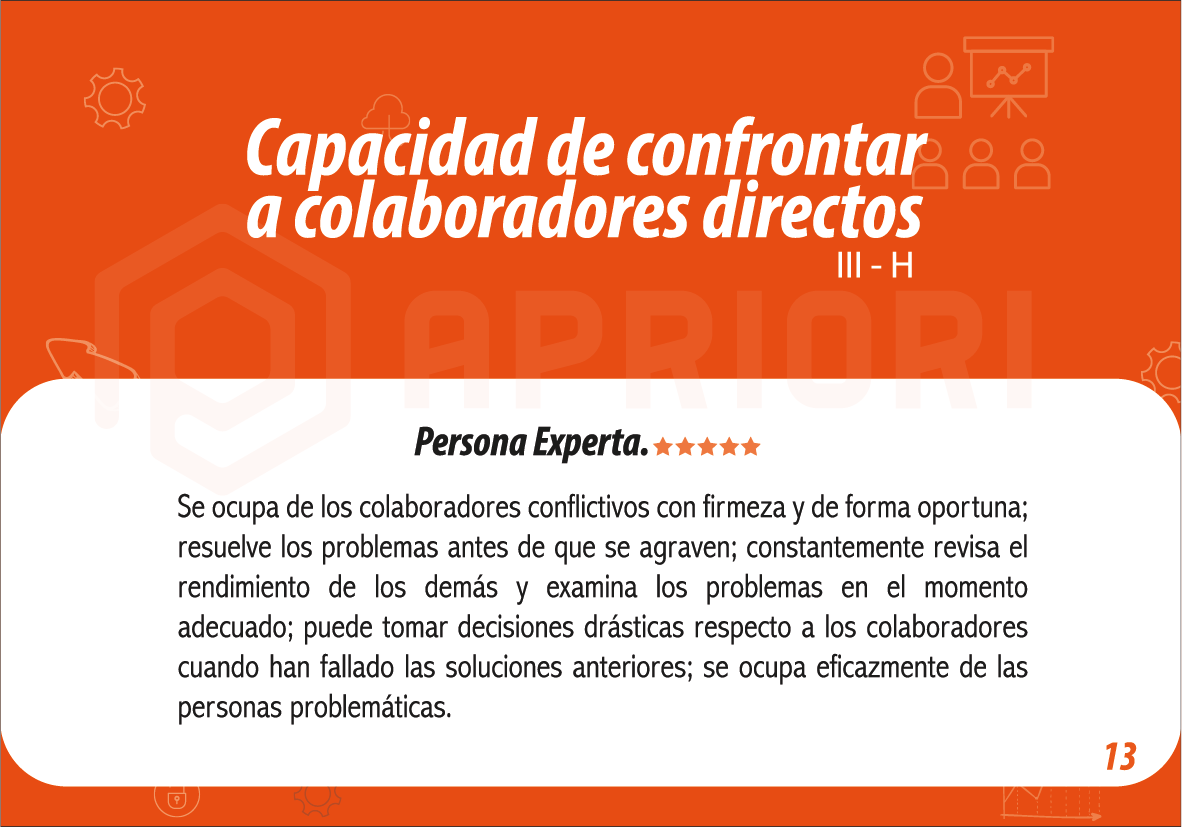 Capacidad de confrontar
a colaboradores directos
III - H
APRIORI
Persona Experta.
Se ocupa de los colaboradores conflictivos con firmeza y de forma oportuna;
resuelve los problemas antes de que se agraven; constantemente revisa el
rendimiento de los demás y examina los problemas en el momento
adecuado; puede tomar decisiones drásticas respecto a los colaboradores
cuando han fallado las soluciones anteriores; se ocupa eficazmente de las
personas problemáticas.
13